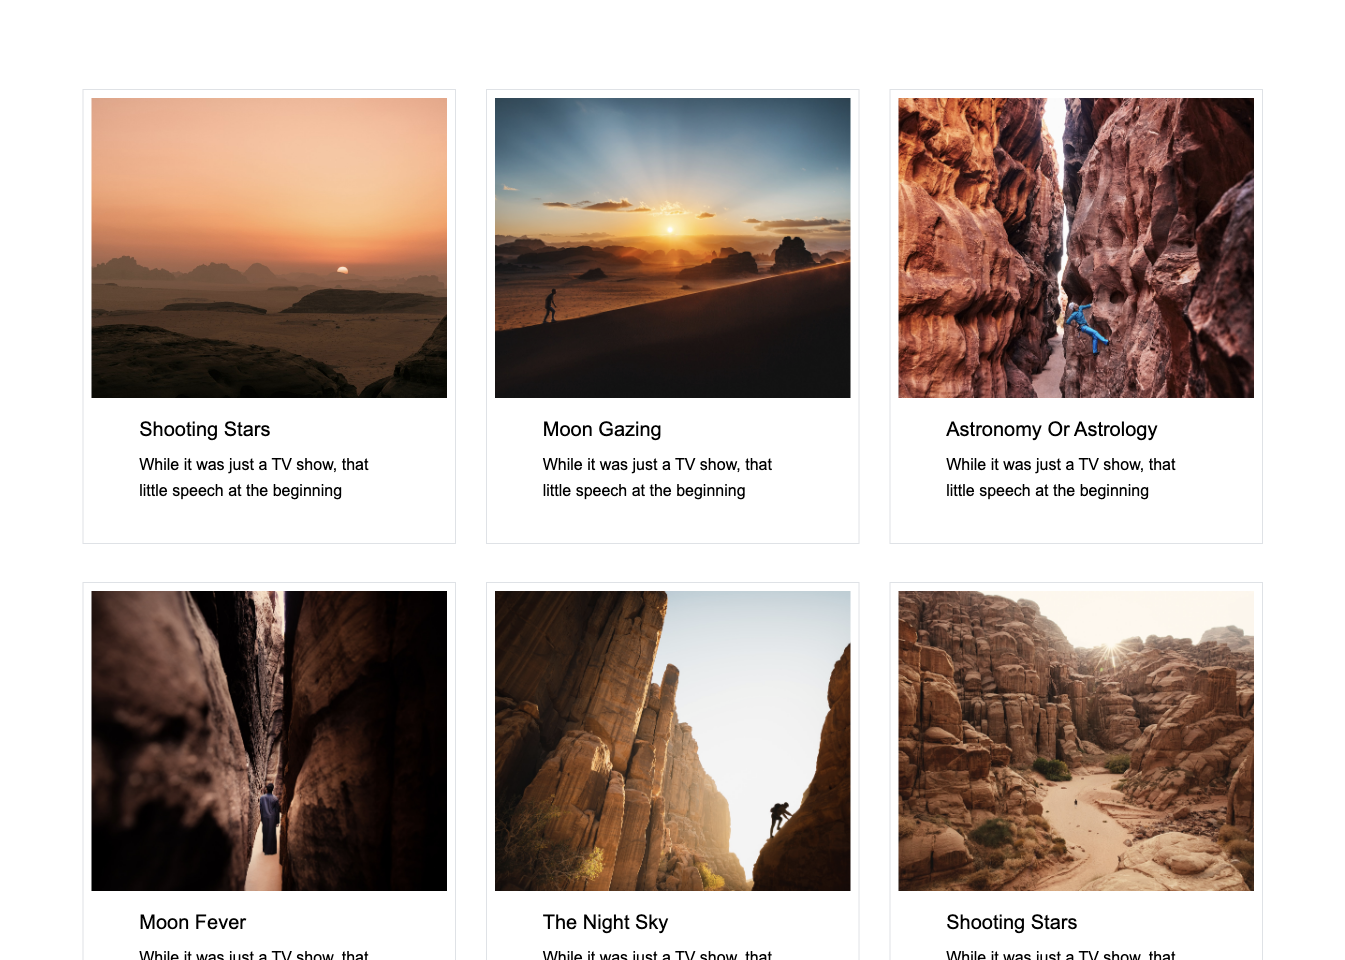 Shooting Stars
While it was just a TV show, that
little speech at the beginning
Moon Gazing
While it was just a TV show, that
little speech at the beginning
Astronomy Or Astrology
While it was just a TV show, that
little speech at the beginning
Moon Fever
While it was just a TV show, that
The Night Sky
While it was just a TV show, that
Shooting Stars
While it was just a TV show, that